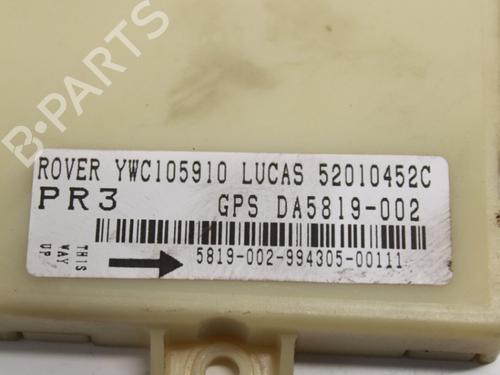 B-PARTS
ROVER YWC105910 LUCAS 52010452C
PR3 GPS DA5819-002
THIS WAY UP.
5819-002-994305-00111